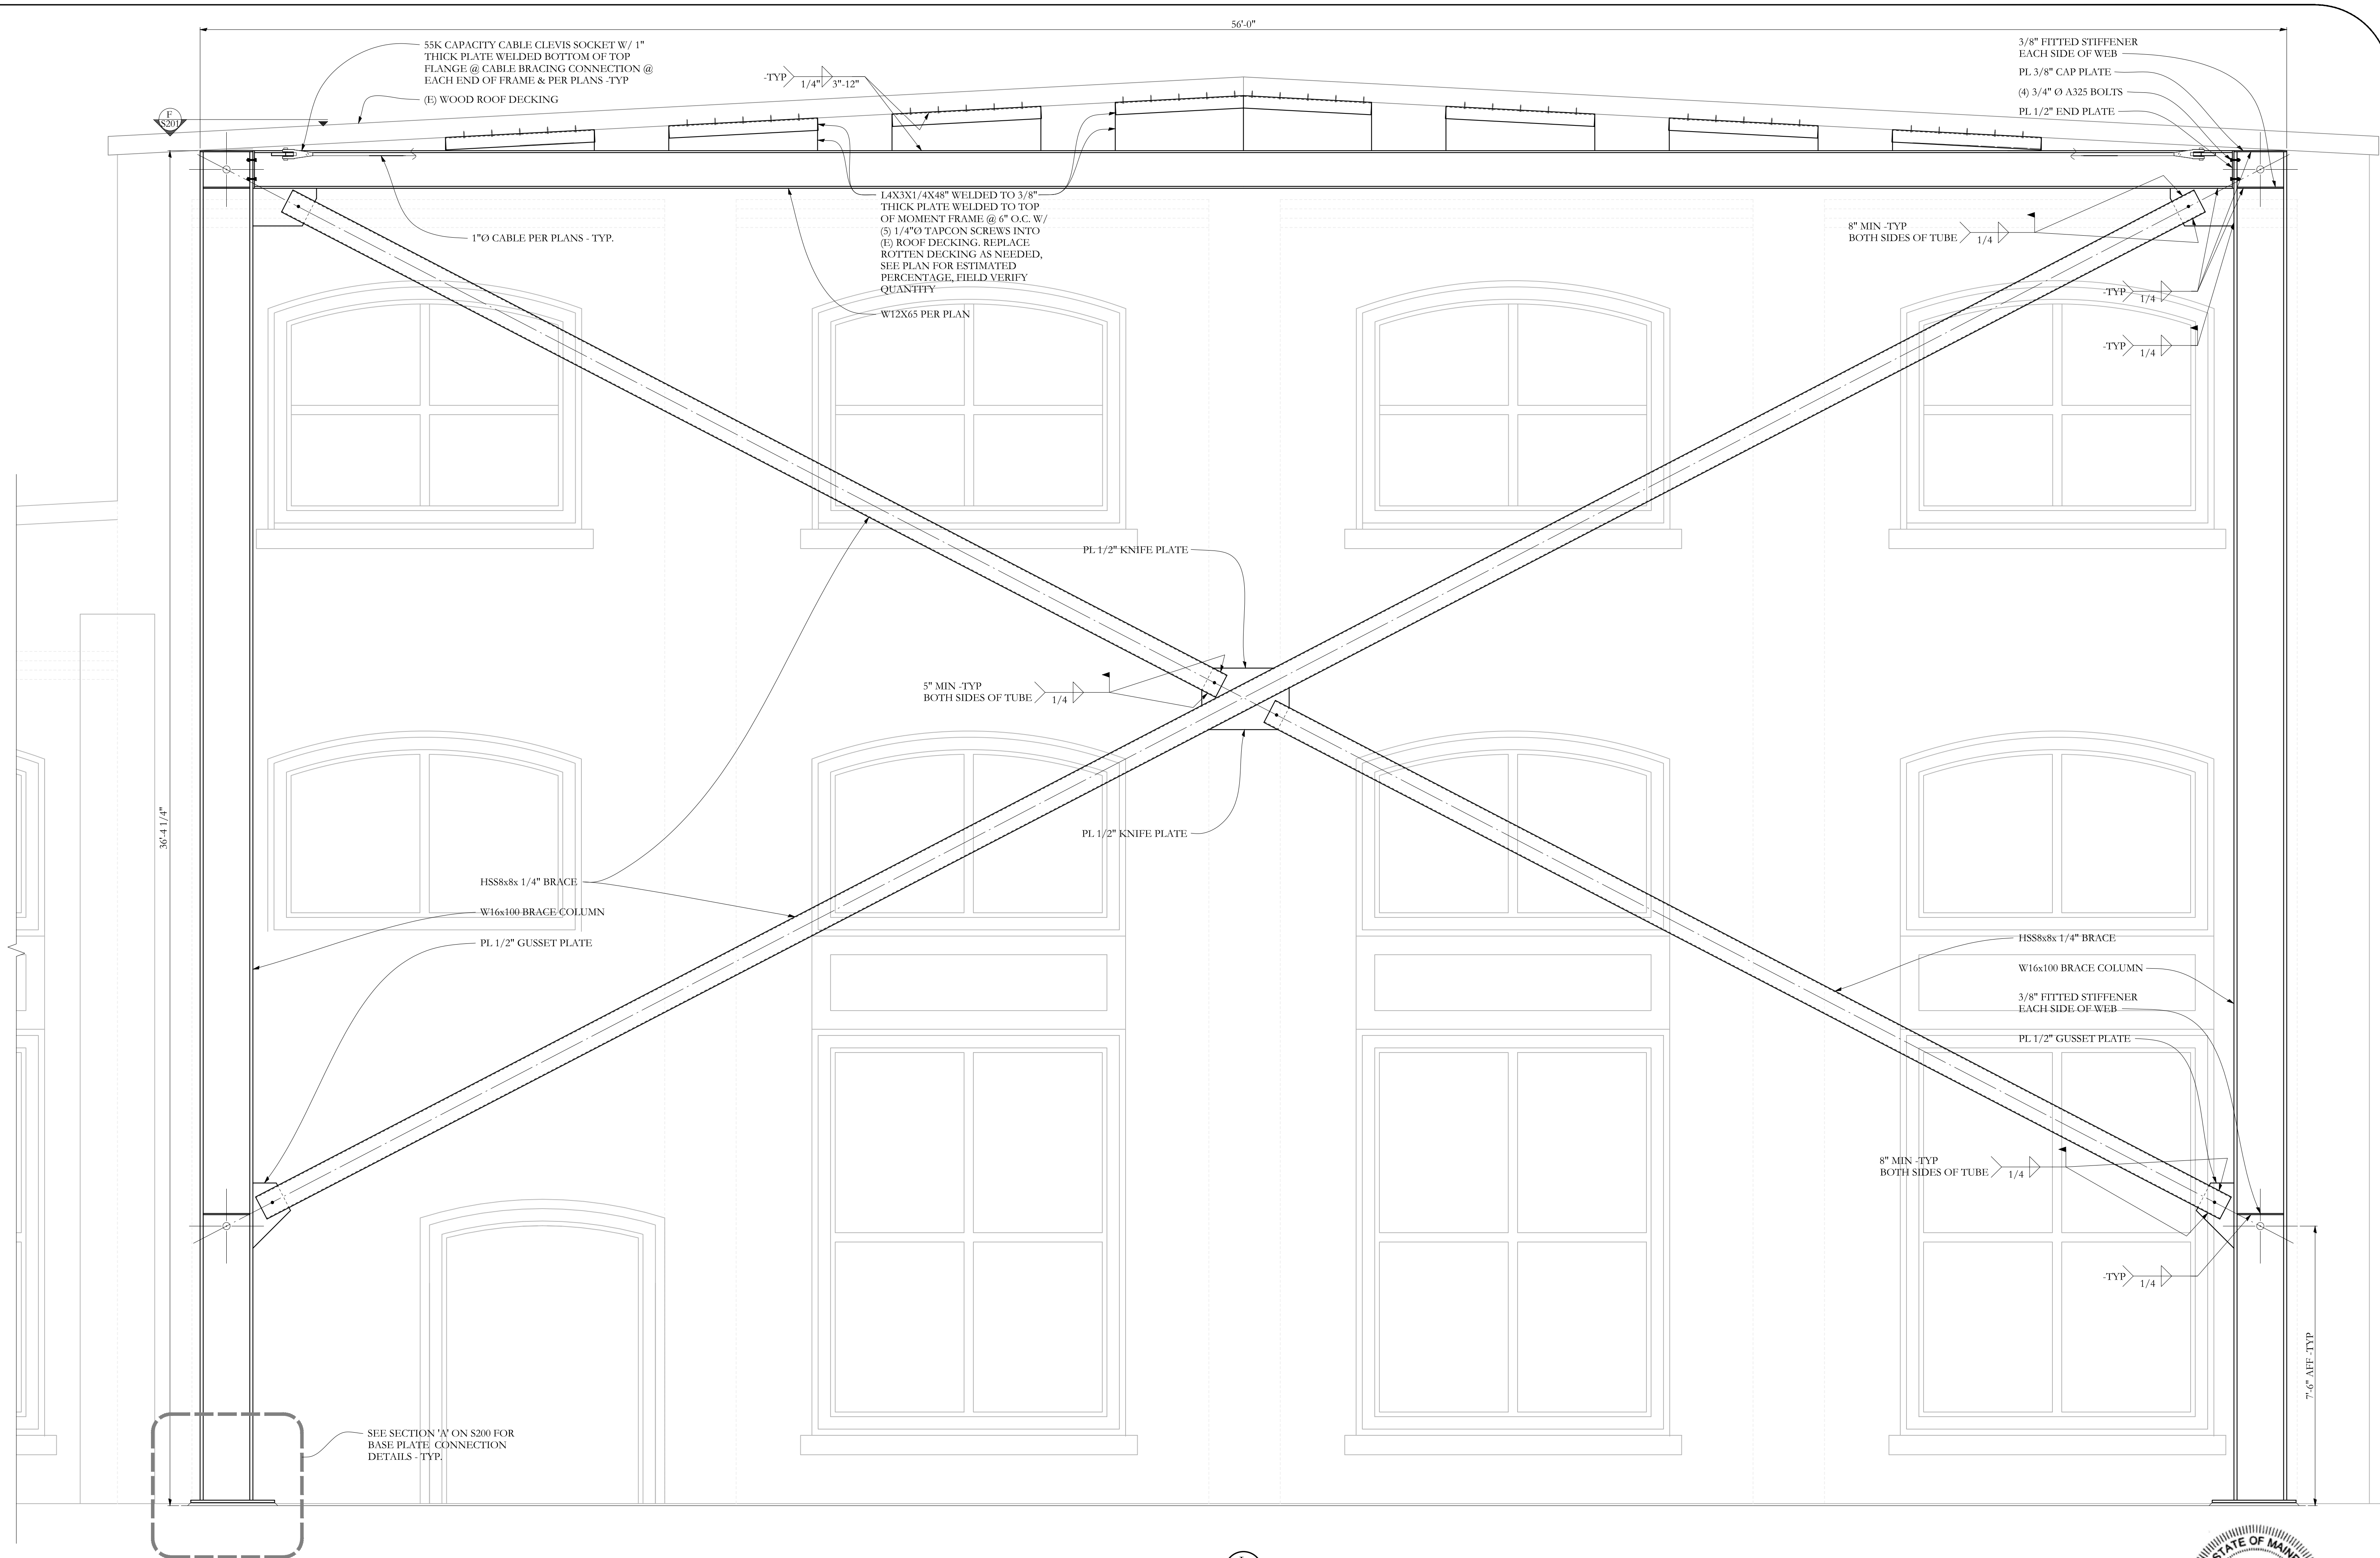 56'-0"
55K CAPACITY CABLE CLEVIS SOCKET W/ 1"
THICK PLATE WELDED BOTTOM OF TOP
FLANGE @ CABLE BRACING CONNECTION @
EACH END OF FRAME & PER PLANS -TYP
(E) WOOD ROOF DECKING
-TYP
1/4"
3"-12"
3/8" FITTED STIFFENER
EACH SIDE OF WEB
PL 3/8" CAP PLATE
(4) 3/4" Ø A325 BOLTS
PL 1/2" END PLATE
F
S201
L4X3X1/4X48" WELDED TO 3/8"
THICK PLATE WELDED TO TOP
OF MOMENT FRAME @ 6" O.C. W/
(5) 1/4"Ø TAPCON SCREWS INTO
(E) ROOF DECKING. REPLACE
ROTTEN DECKING AS NEEDED,
SEE PLAN FOR ESTIMATED
PERCENTAGE, FIELD VERIFY
QUANTITY
1"Ø CABLE PER PLANS - TYP.
8" MIN -TYP
BOTH SIDES OF TUBE
1/4
-TYP
1/4
W12X65 PER PLAN
-TYP
1/4
PL 1/2" KNIFE PLATE
5" MIN -TYP
BOTH SIDES OF TUBE
1/4
36'-4 1/4"
PL 1/2" KNIFE PLATE
HSS8x8x 1/4" BRACE
W16x100 BRACE COLUMN
PL 1/2" GUSSET PLATE
HSS8x8x 1/4" BRACE
W16x100 BRACE COLUMN
3/8" FITTED STIFFENER
EACH SIDE OF WEB
PL 1/2" GUSSET PLATE
8" MIN -TYP
BOTH SIDES OF TUBE
1/4
-TYP
1/4
7'-6" AFF -TYP
SEE SECTION 'A' ON S200 FOR
BASE PLATE CONNECTION
DETAILS - TYP.
STATE OF MAINE